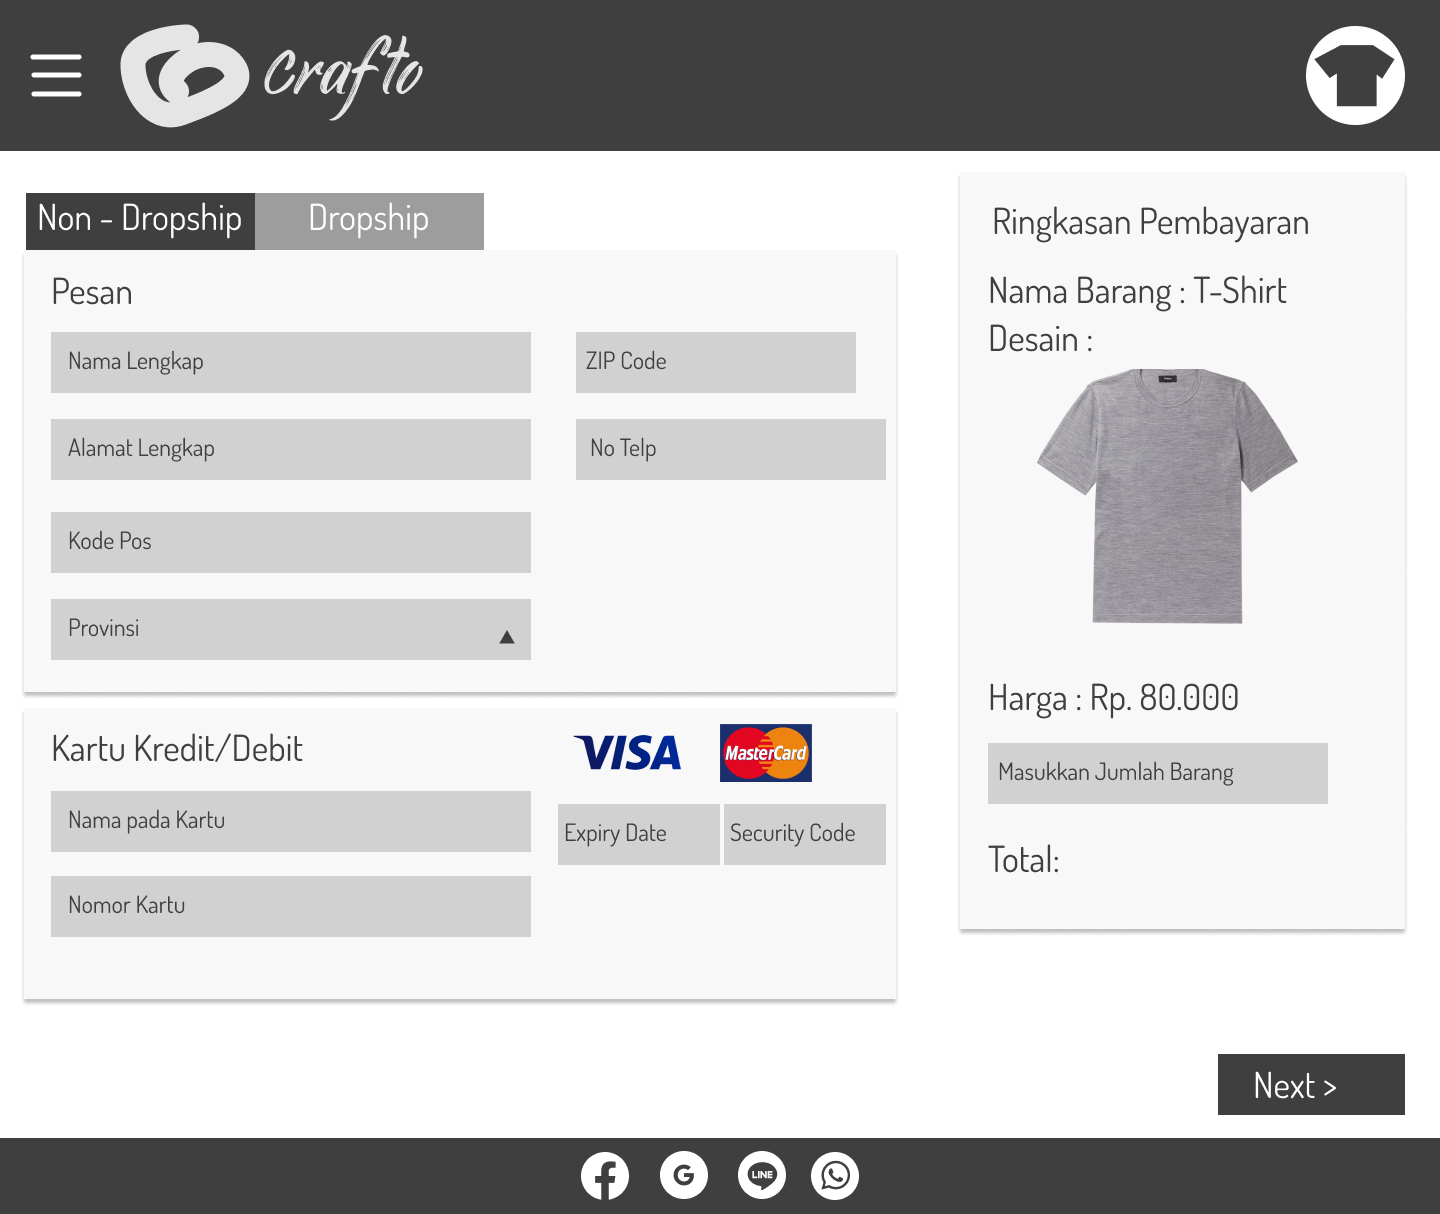 Crafto
Non - Dropship
Dropship
Pesan
Nama Lengkap
ZIP Code
Alamat Lengkap
No Telp
Kode Pos
Provinsi
Kartu Kredit/Debit
VISA
MasterCard
Nama pada Kartu
Expiry Date
Security Code
Nomor Kartu
Ringkasan Pembayaran
Nama Barang : T-Shirt
Desain :
Harga : Rp. 80.000
Masukkan Jumlah Barang
Total:
Next >
G
LINE